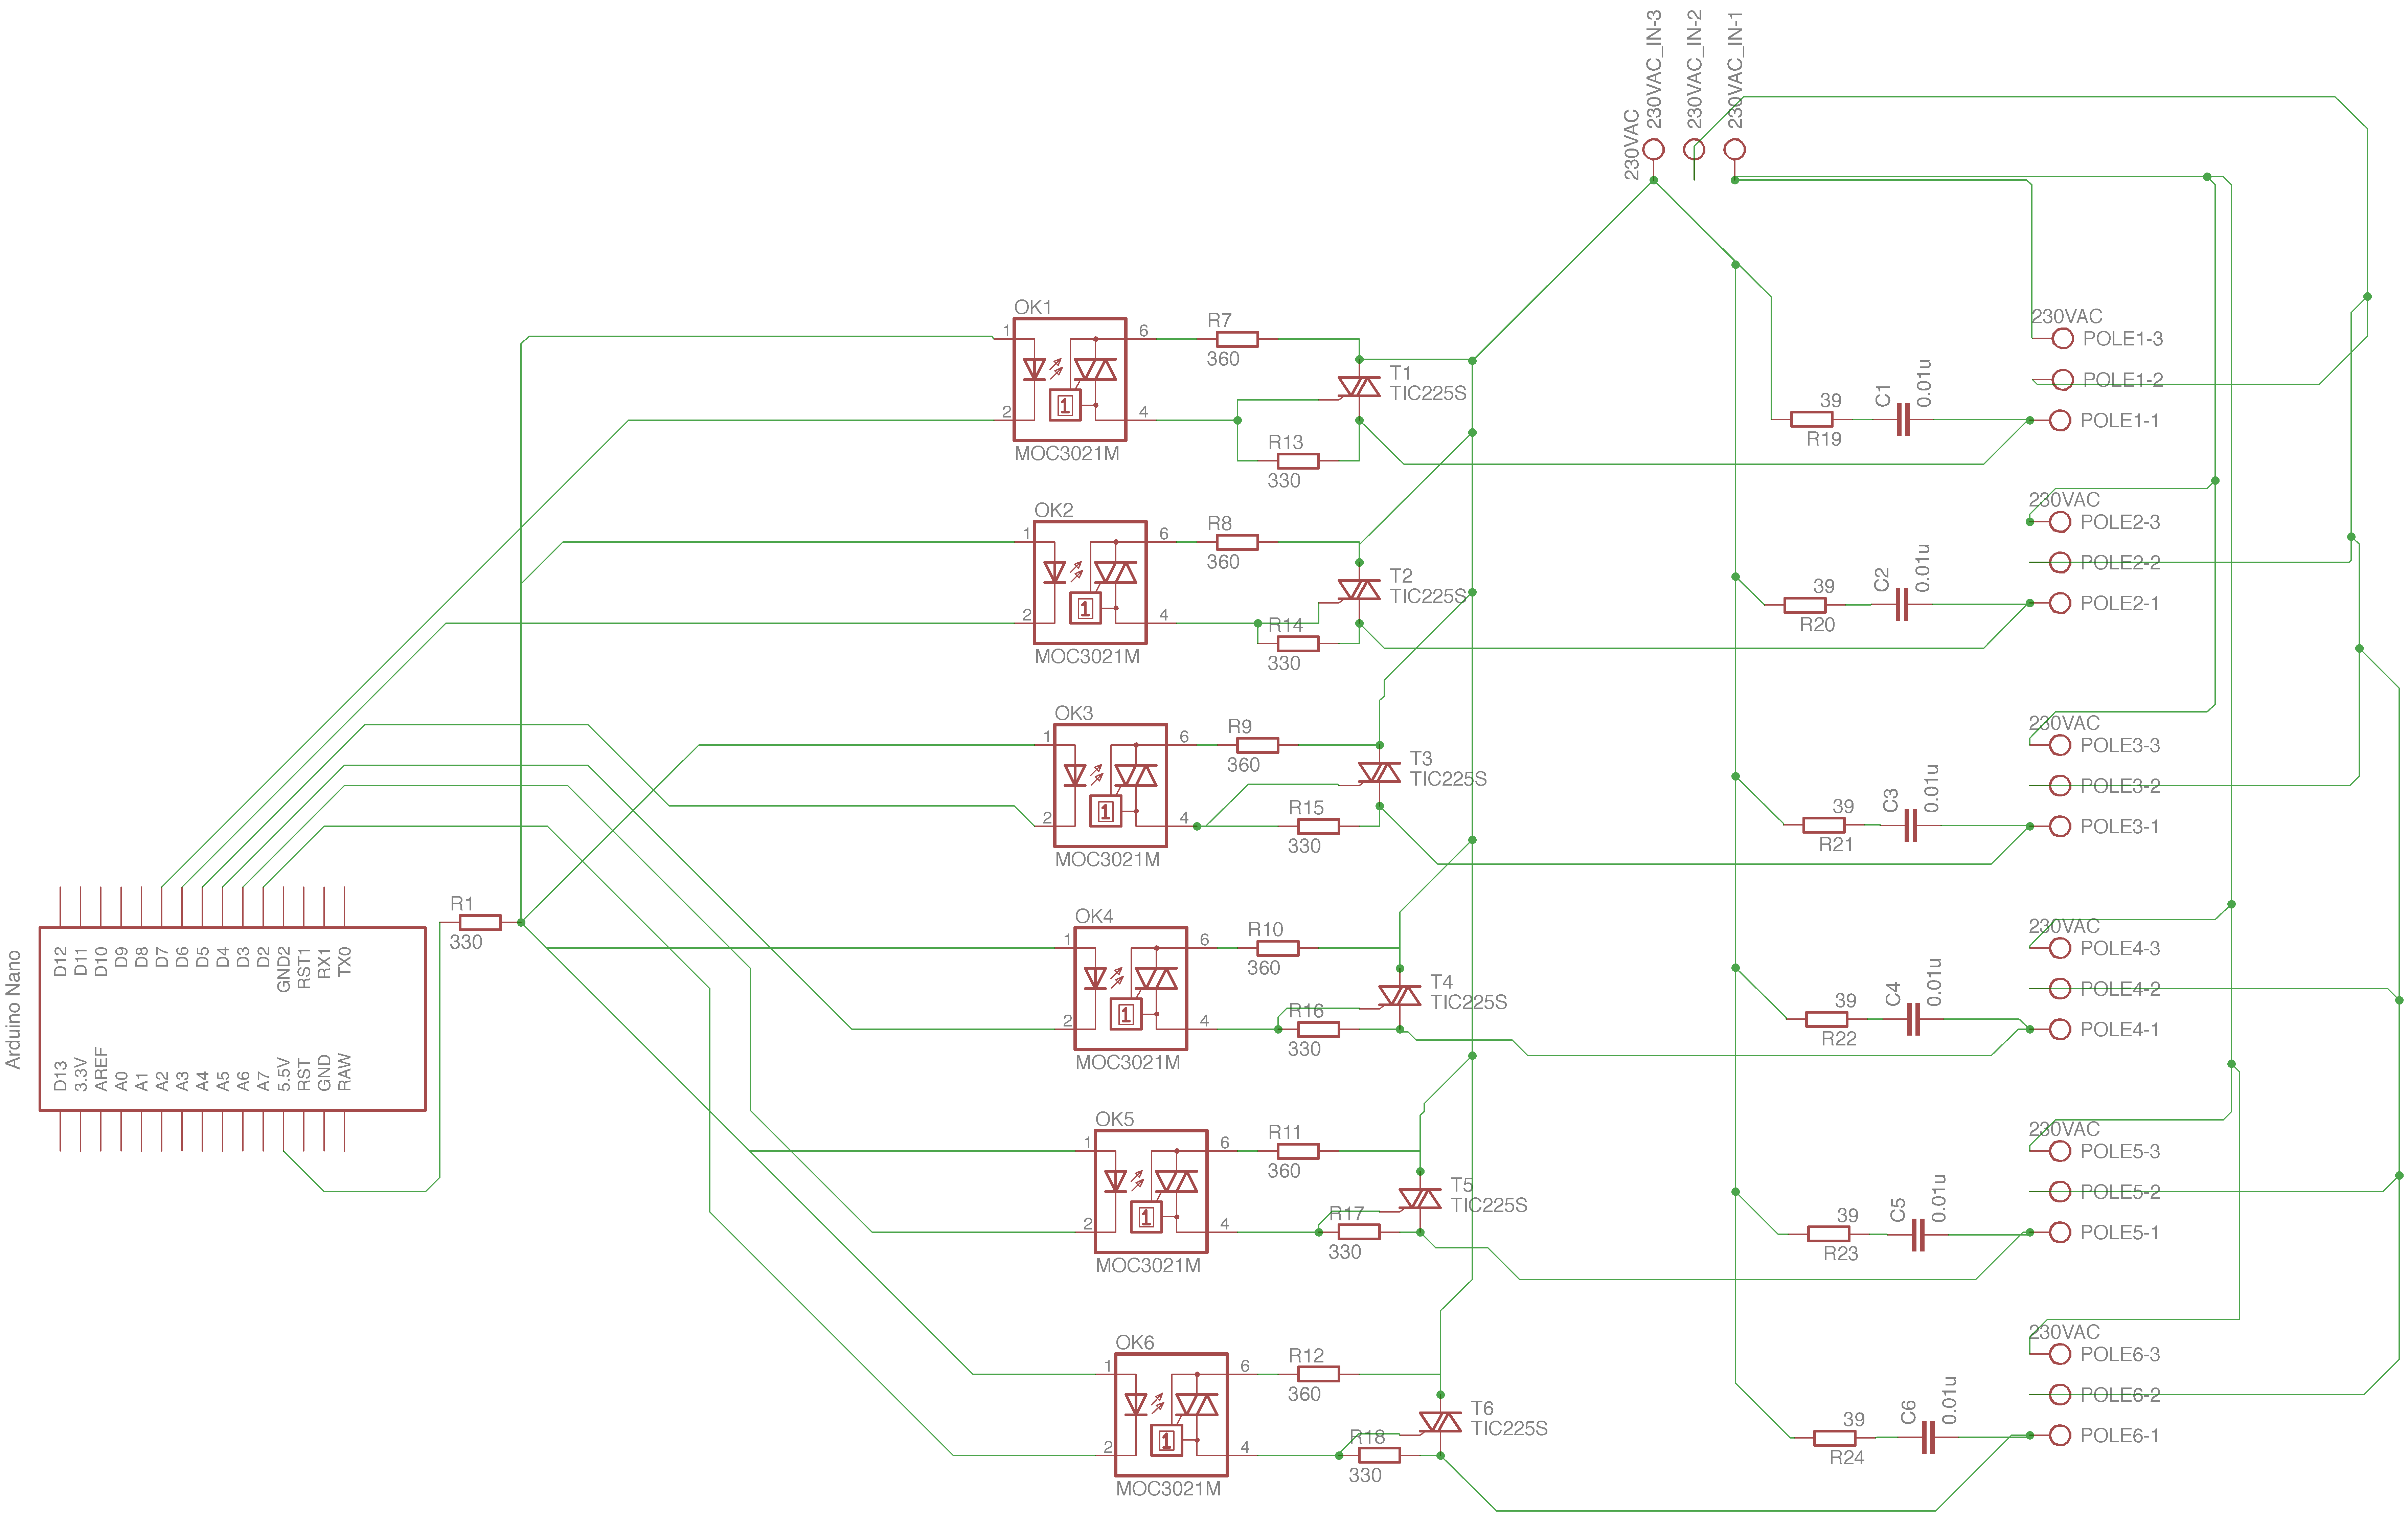 230VAC
230VAC_IN-3
230VAC_IN-2
230VAC_IN-1
OK1
1
6
2
4
1
MOC3021M
R7
360
T1
TIC225S
R13
330
39
R19
C1
0.01u
230VAC
POLE1-3
POLE1-2
POLE1-1
OK2
1
6
2
4
1
MOC3021M
R8
360
T2
TIC225S
R14
330
39
R20
C2
0.01u
230VAC
POLE2-3
POLE2-2
POLE2-1
OK3
1
6
2
4
1
MOC3021M
R9
360
T3
TIC225S
R15
330
39
R21
C3
0.01u
230VAC
POLE3-3
POLE3-2
POLE3-1
Arduino Nano
D12
D11
D10
D9
D8
D7
D6
D5
D4
D3
D2
GND2
RST1
RX1
TX0
D13
3.3V
AREF
A0
A1
A2
A3
A4
A5
A6
A7
5.5V
RST
GND
RAW
R1
330
OK4
1
6
2
4
1
MOC3021M
R10
360
T4
TIC225S
R16
330
39
R22
C4
0.01u
230VAC
POLE4-3
POLE4-2
POLE4-1
OK5
1
6
2
4
1
MOC3021M
R11
360
T5
TIC225S
R17
330
39
R23
C5
0.01u
230VAC
POLE5-3
POLE5-2
POLE5-1
OK6
1
6
2
4
1
MOC3021M
R12
360
T6
TIC225S
R18
330
39
R24
C6
0.01u
230VAC
POLE6-3
POLE6-2
POLE6-1